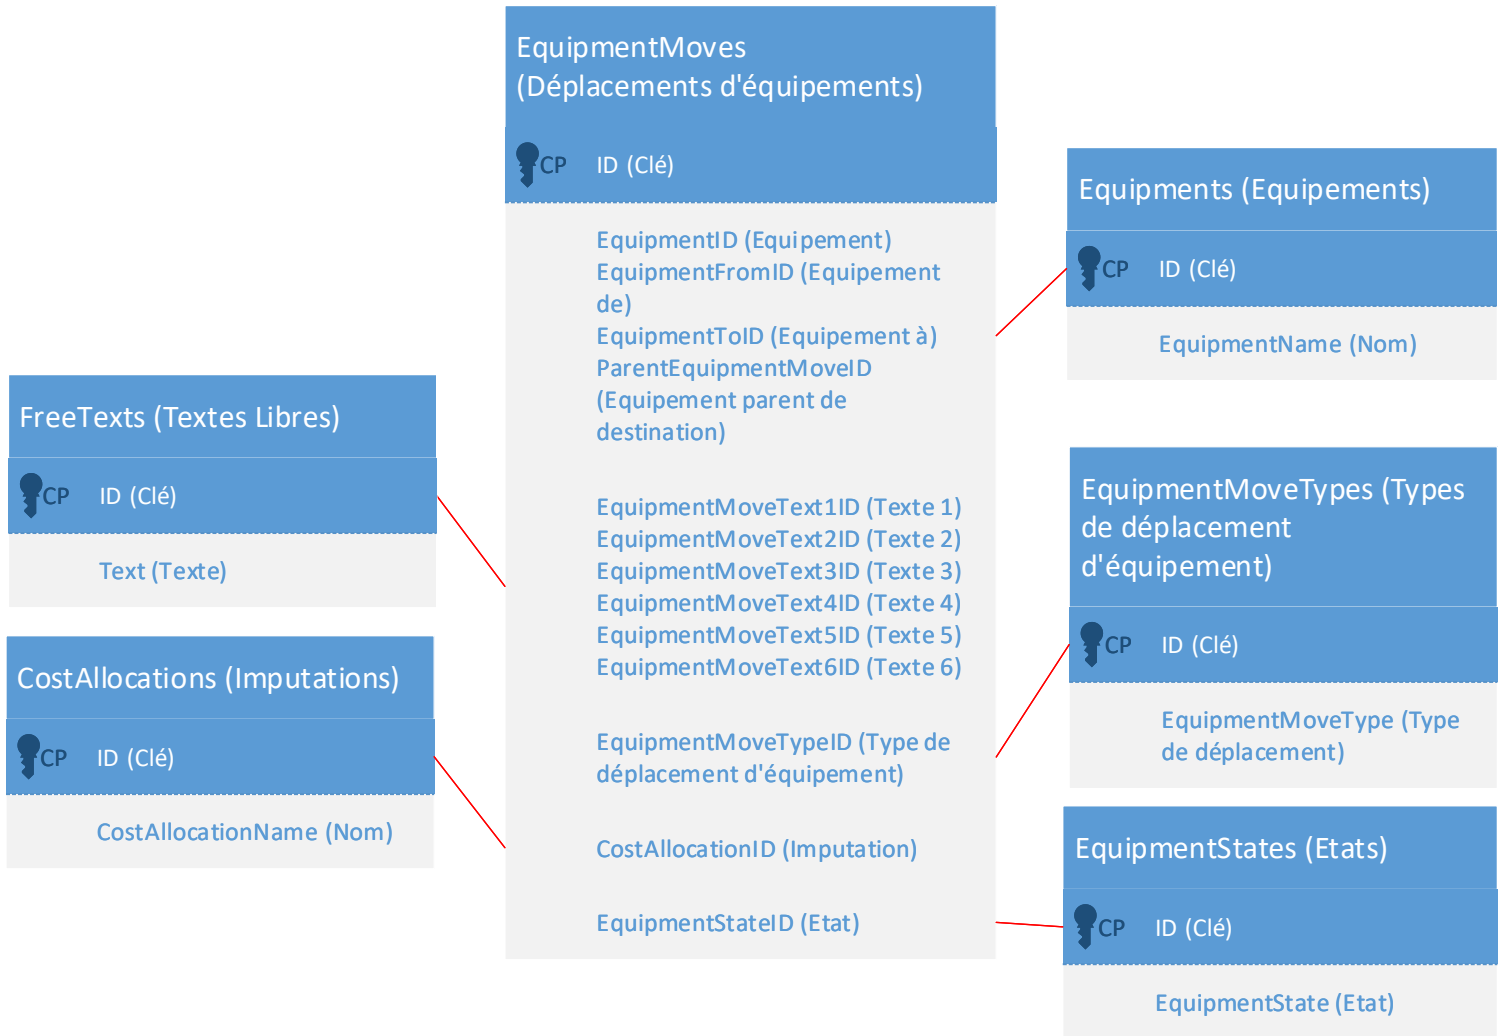 EquipmentMoves
(Déplacements d'équipements)
CP ID (Clé)
EquipmentID (Equipement)
EquipmentFromID (Equipement
de)
EquipmentToID (Equipement à)
ParentEquipmentMoveID
(Equipement parent de
destination)
EquipmentMoveText1ID (Texte 1)
EquipmentMoveText2ID (Texte 2)
EquipmentMoveText3ID (Texte 3)
EquipmentMoveText4ID (Texte 4)
EquipmentMoveText5ID (Texte 5)
EquipmentMoveText6ID (Texte 6)
EquipmentMoveTypeID (Type de
déplacement d'équipement)
CostAllocationID (Imputation)
EquipmentStateID (Etat)
FreeTexts (Textes Libres)
CP ID (Clé)
Text (Texte)
CostAllocations (Imputations)
CP ID (Clé)
CostAllocationName (Nom)
Equipments (Equipements)
CP ID (Clé)
EquipmentName (Nom)
EquipmentMoveTypes (Types
de déplacement
d'équipement)
CP ID (Clé)
EquipmentMoveType (Type
de déplacement)
EquipmentStates (Etats)
CP ID (Clé)
EquipmentState (Etat)